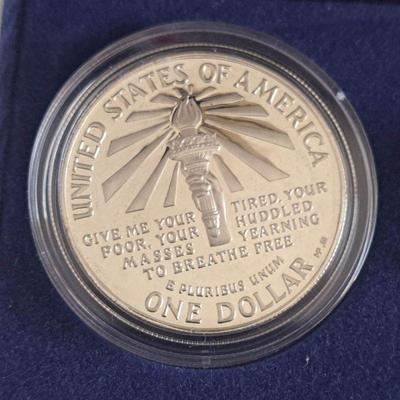 UNITED STATES OF AMERICA
GIVE ME YOUR TIRED, YOUR
POOR, YOUR HUDDLED
MASSES YEARNING
TO BREATHE FREE
E PLURIBUS UNUM
ONE DOLLAR